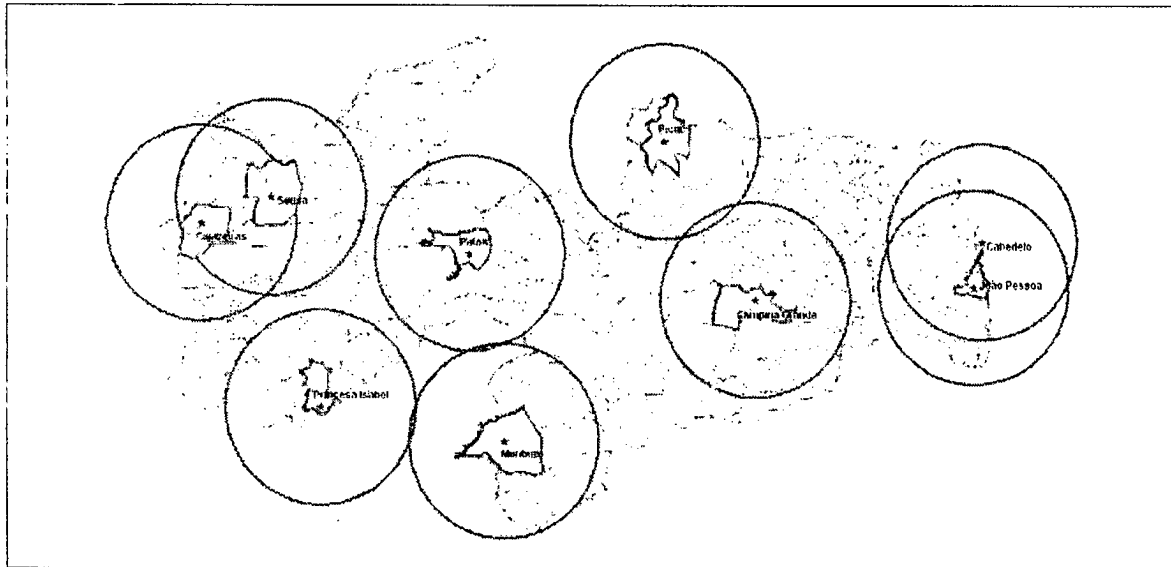 Picuí
Sousa
Cajazeiras
Patos
Cabedelo
João Pessoa
Campina Grande
Princesa Isabel
Monteiro